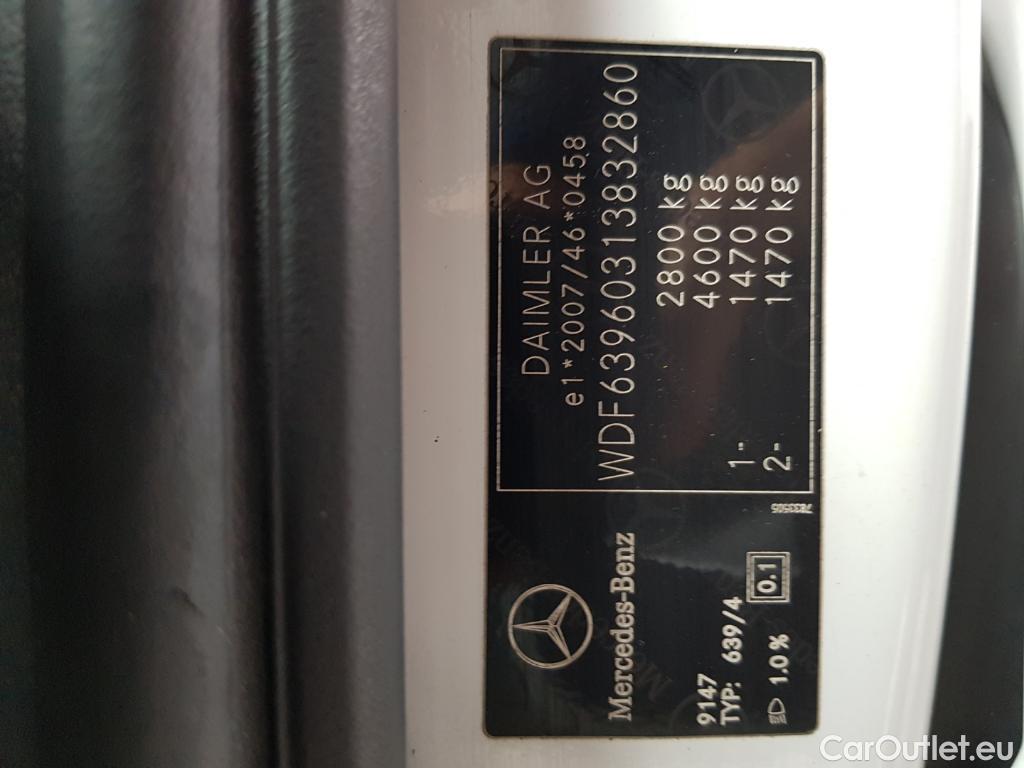 DAIMLER AG
e1*2007/46*0458
WDF63960313832860
2800 kg
4600 kg
1- 1470 kg
2- 1470 kg
7833505
Mercedes-Benz
9147
TYP: 639/4
1.0 % 0.1
CarOutlet.eu